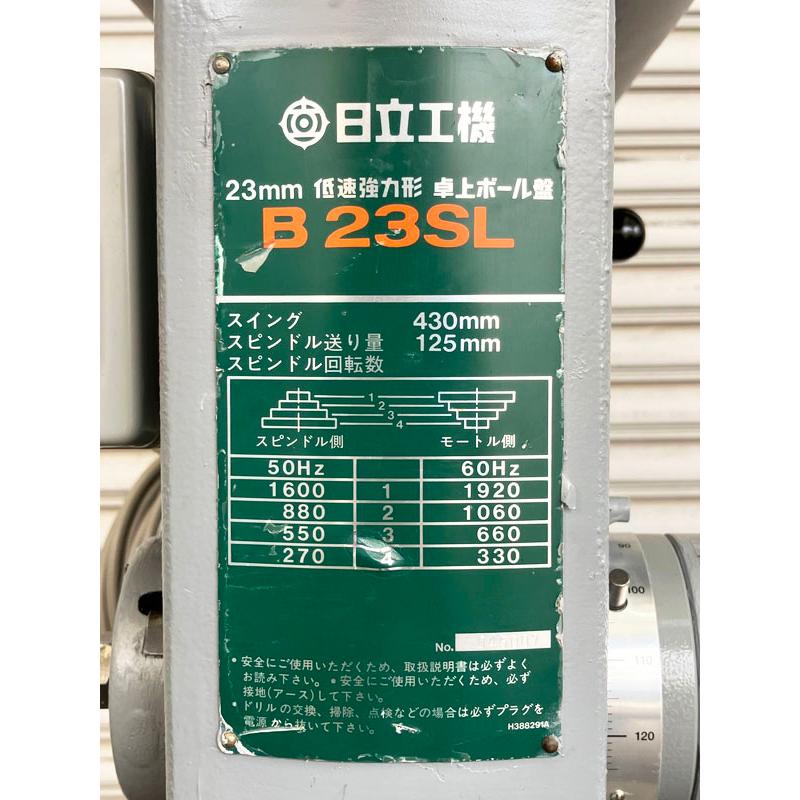 日立工機
23mm 低速強力形 卓上ボール盤
B23SL
スイング 430mm
スピンドル送り量 125mm
スピンドル回転数
1
2
3
4
スピンドル側 モートル側
50Hz 60Hz
1600 1 1920
880 2 1060
550 3 660
270 4 330
No.
•安全にご使用いただくため、取扱説明書は必ずよく
お読み下さい。•安全にご使用いただくため、必ず
接地(アース)して下さい。
•ドリルの交換、掃除、点検などの場合は必ずプラグを
電源から抜いて下さい。
H388291A
90
100
110
120